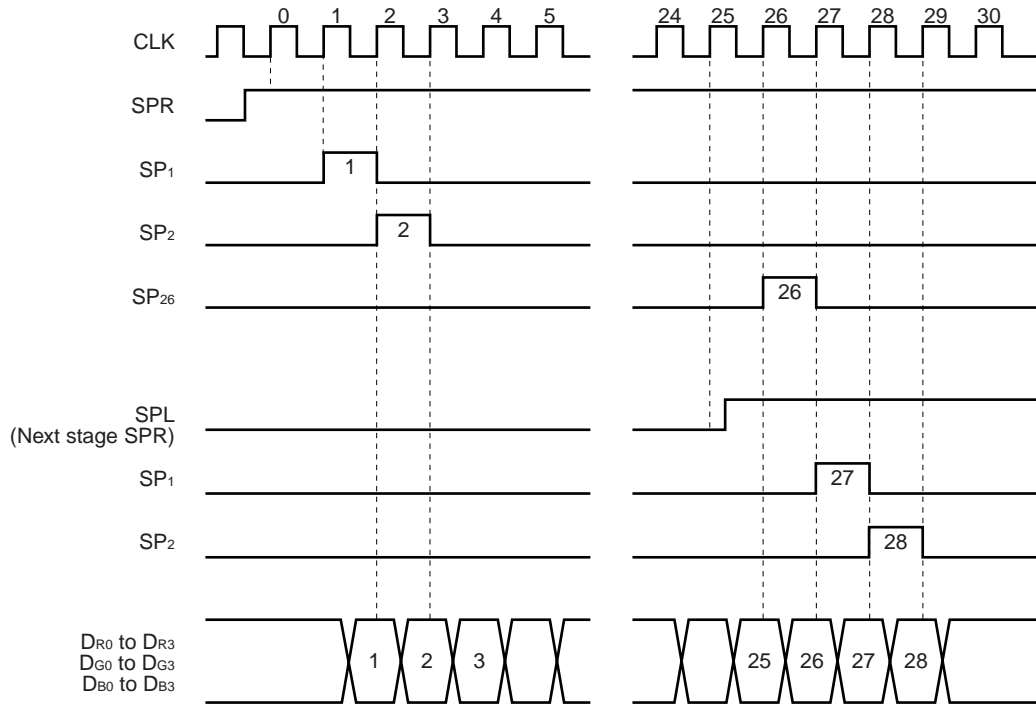 0 1 2 3 4 5 24 25 26 27 28 29 30
CLK
SPR
SP1
1
SP2
2
SP26
26
SPL
(Next stage SPR)
SP1
27
SP2
28
DR0 to DR3
DG0 to DG3
DB0 to DB3
1 2 3 25 26 27 28